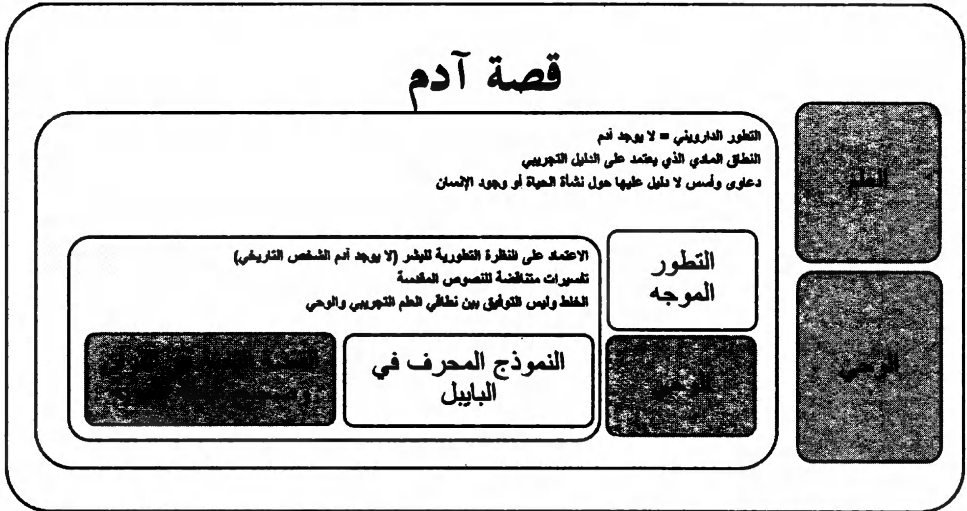 قصة آدم
التطور الدارويني = لا يوجد آدم
النطاق المادي الذي يعتمد على الدليل التجريبي
دعاوى وأسس لا دليل عليها حول نشأة الحياة أو وجود الإنسان
العلم
التطور
الموجه
الاعتماد على النظرة التطورية للبشر (لا يوجد آدم الشخص التاريخي)
تفسيرات متناقضة للنصوص المقدسة
الخلط وليس التوفيق بين نطاقي العلم التجريبي والوحي
الوحي
النموذج المحرف في
البايبل